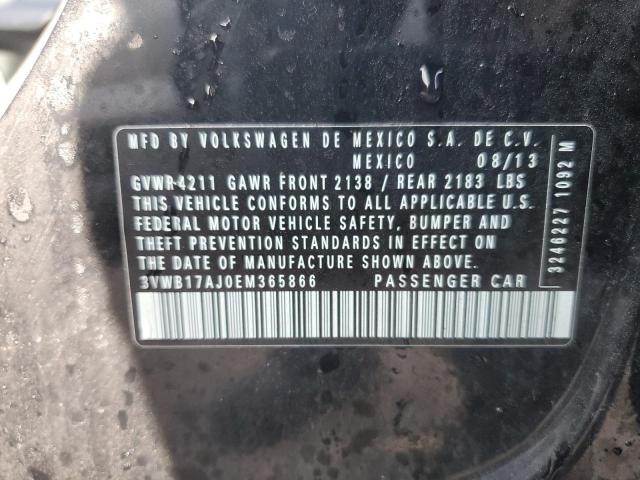 MFD BY VOLKSWAGEN DE MEXICO S.A. DE C.V.
MEXICO 08/13
GVWR 4211 GAWR FRONT 2138 / REAR 2183 LBS
THIS VEHICLE CONFORMS TO ALL APPLICABLE U.S.
FEDERAL MOTOR VEHICLE SAFETY, BUMPER AND
THEFT PREVENTION STANDARDS IN EFFECT ON
THE DATE OF MANUFACTURE SHOWN ABOVE.
3VWB17AJ0EM365866 PASSENGER CAR
3246227 1092 M